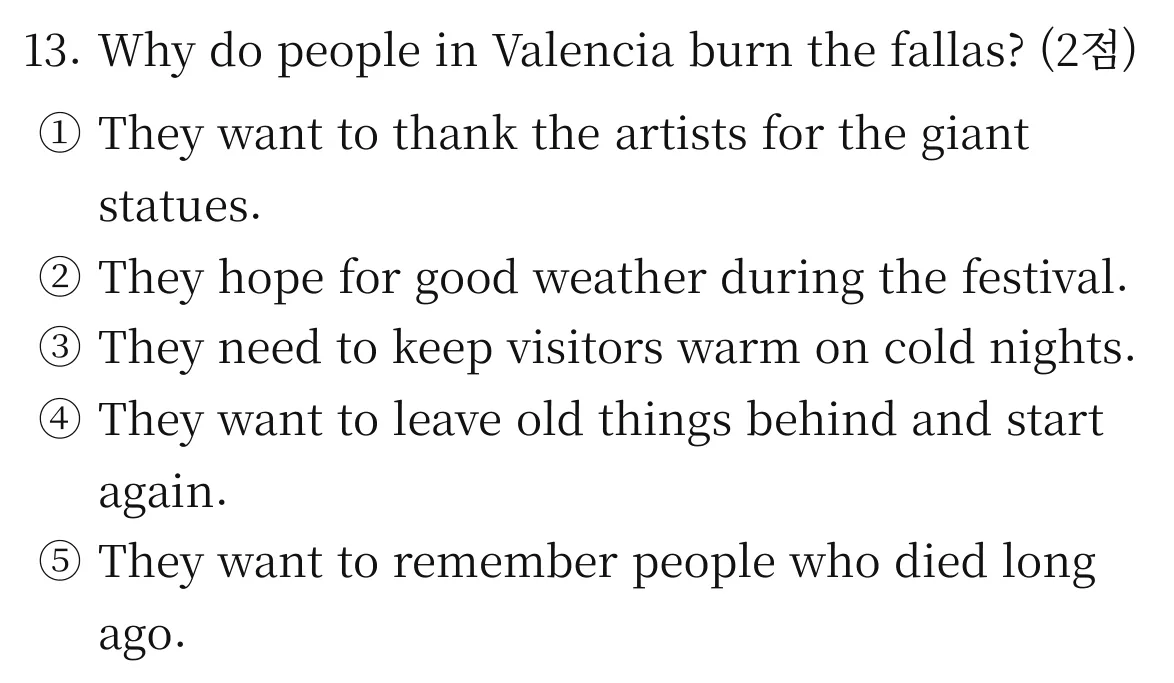 13. Why do people in Valencia burn the fallas? (2점)
① They want to thank the artists for the giant
statues.
② They hope for good weather during the festival.
③ They need to keep visitors warm on cold nights.
④ They want to leave old things behind and start
again.
⑤ They want to remember people who died long
ago.